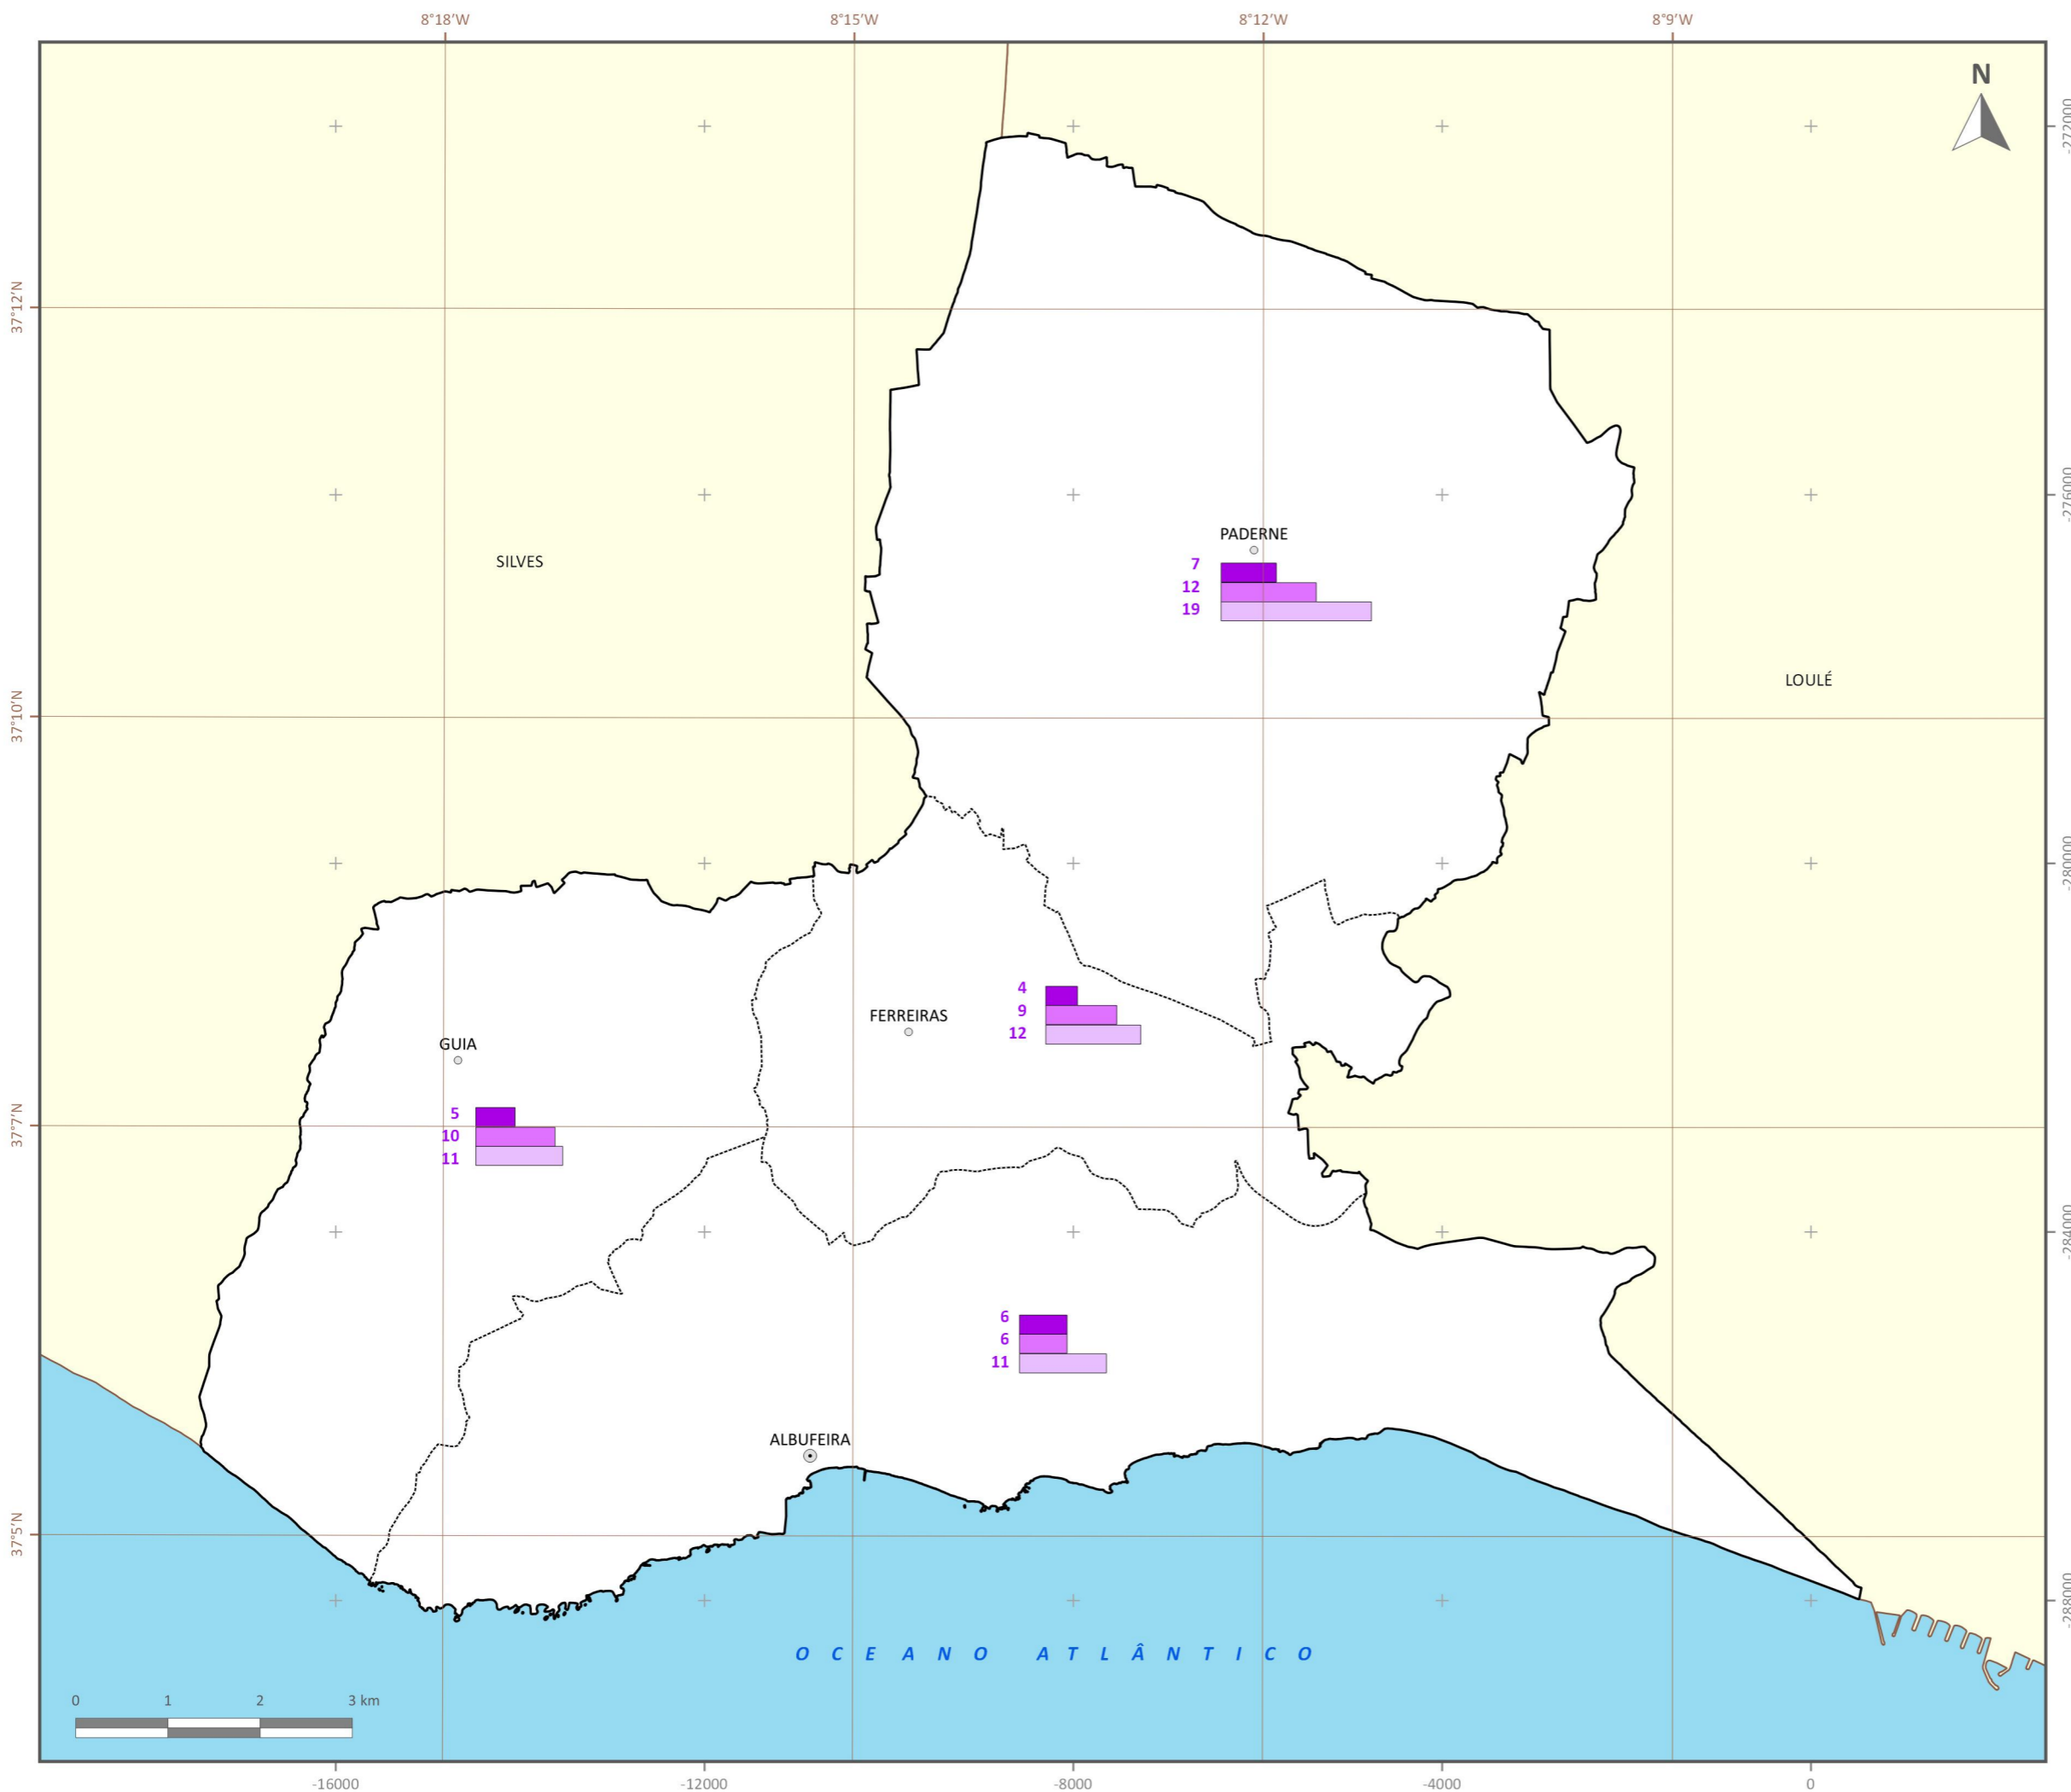 8°18'W 8°15'W 8°12'W 8°9'W
N
-272000
37°12'N
-276000
PADERNE
SILVES
7
12
19
LOULÉ
37°10'N
-280000
4
FERREIRAS
9
12
GUIA
5
37°7'N
10
11
-284000
6
6
11
ALBUFEIRA
37°5'N
-288000
OCEANO ATLÂNTICO
0 1 2 3 km
-16000 -12000 -8000 -4000 0